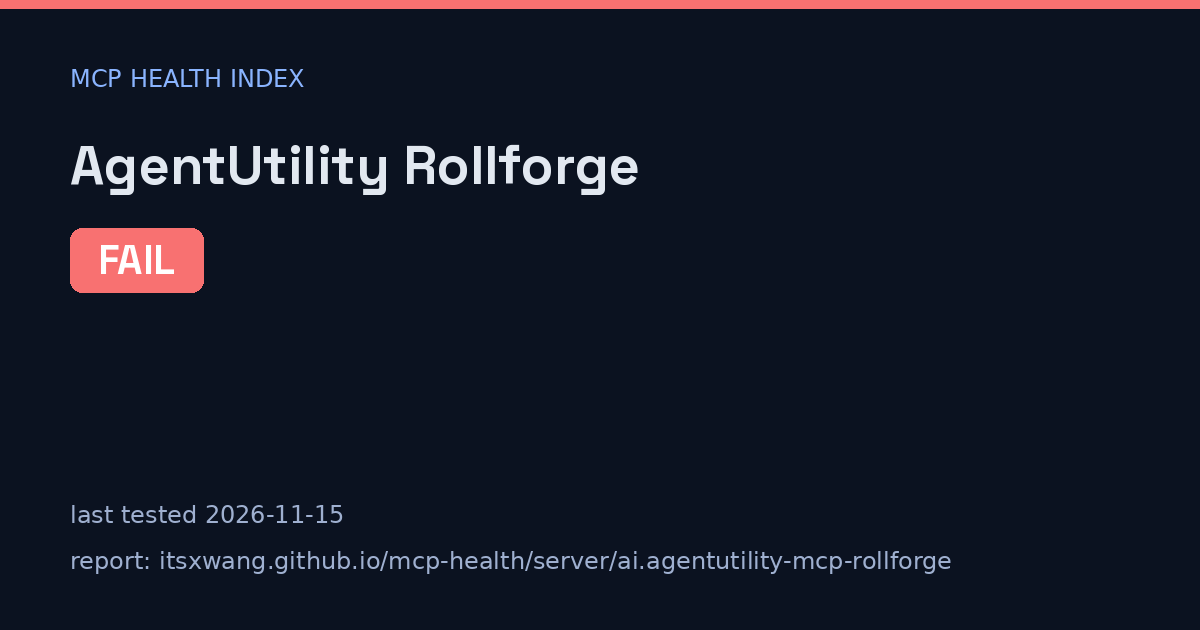 MCP HEALTH INDEX
AgentUtility Rollforge
FAIL
last tested 2026-11-15
report: itsxwang.github.io/mcp-health/server/ai.agentutility-mcp-rollforge